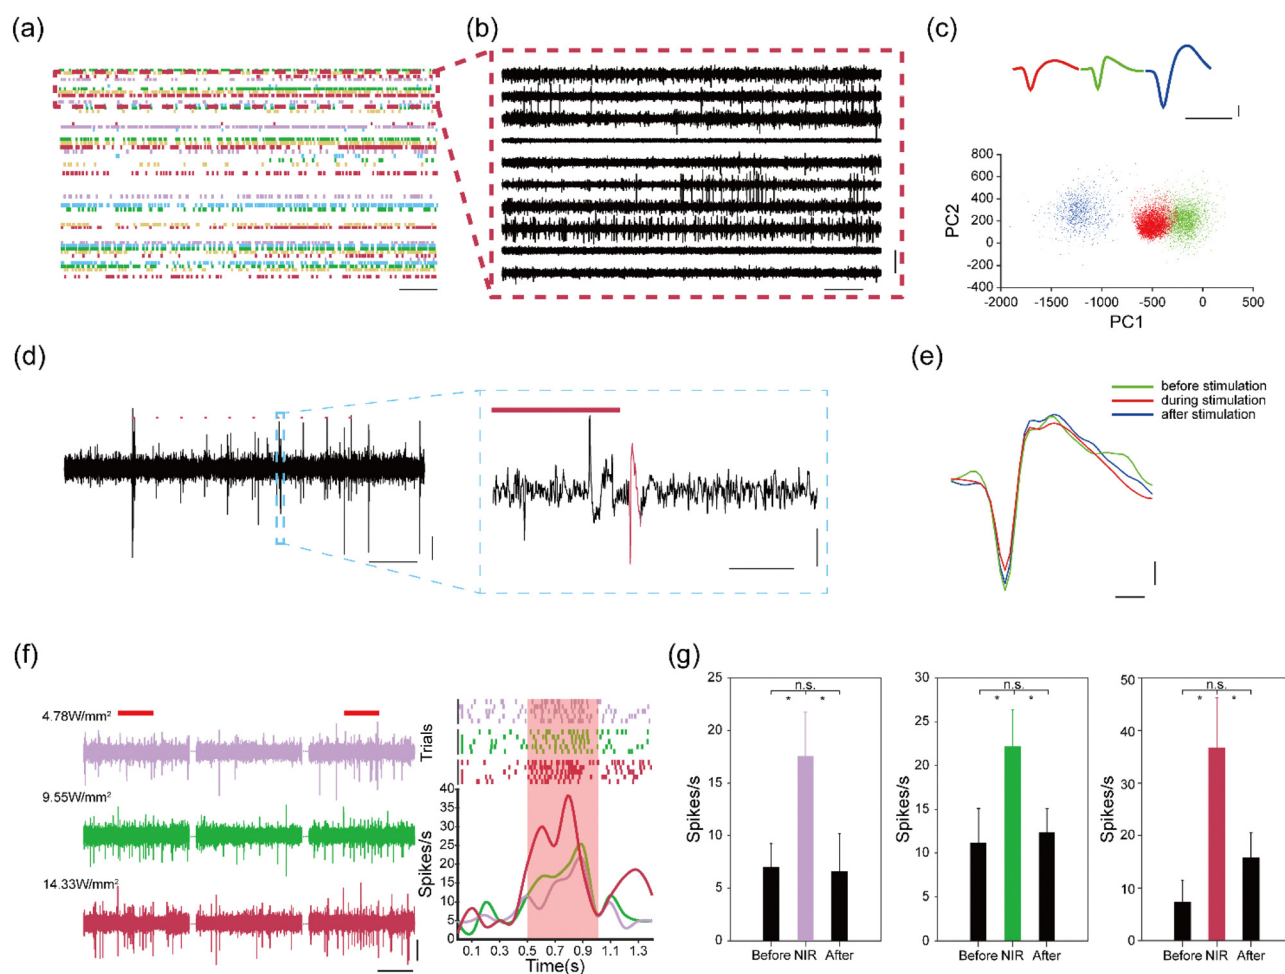 (a)
(b)
(c)
800
600
400
200
0
-200
-400
PC2
-2000 -1500 -1000 -500 0 500
PC1
(d)
(e)
before stimulation
during stimulation
after stimulation
(f)
4.78W/mm²
9.55W/mm²
14.33W/mm²
Trials
40
35
30
25
20
15
10
5
0
Spikes/s
0.1 0.3 0.5 0.7 0.9 1.1 1.3
Time(s)
(g)
25
20
15
10
5
0
Spikes/s
n.s.
* *
Before NIR After
30
25
20
15
10
5
0
Spikes/s
n.s.
* *
Before NIR After
50
40
30
20
10
0
Spikes/s
n.s.
* *
Before NIR After